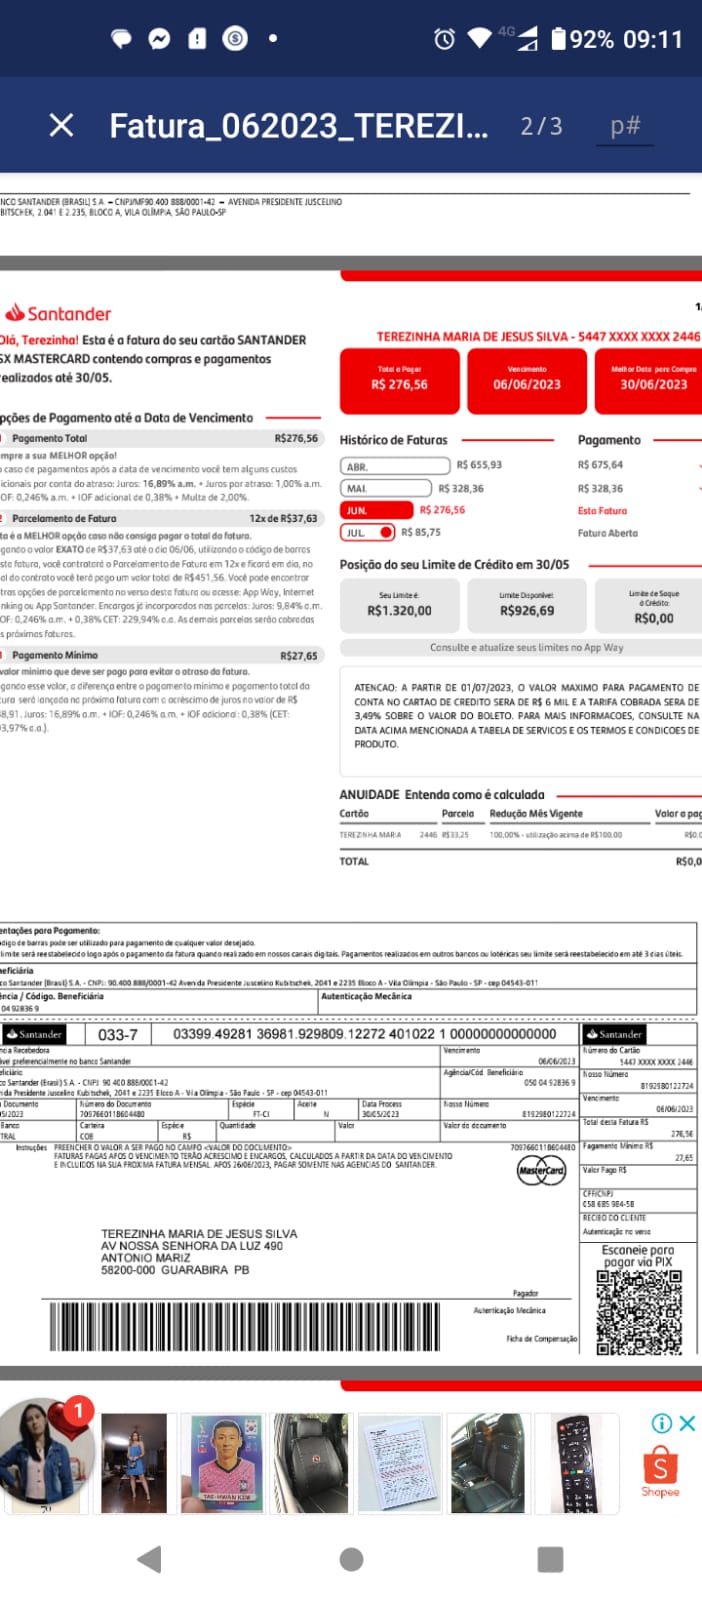 4G 92% 09:11
Fatura_062023_TEREZI... 2/3 p#
NCO SANTANDER (BRASIL) S.A. – CNPJ/MF90.400 888/0001-42 – AVENIDA PRESIDENTE JUSCELINO
BITSCHEK, 2.041 E 2.235, BLOCO A, VILA OLÍMPIA, SÃO PAULO-SP
Santander
Olá, Terezinha! Esta é a fatura do seu cartão SANTANDER
SX MASTERCARD contendo compras e pagamentos
realizados até 30/05.
pções de Pagamento até a Data de Vencimento
Pagamento Total R$276,56
mpre a sua MELHOR opção!
caso de pagamentos após a data de vencimento você tem alguns custos
icionais por conta do atraso: Juros: 16,89% a.m. + Juros por atraso: 1,00% a.m.
OF: 0,246% a.m. + IOF adicional de 0,38% + Multa de 2,00%.
2 Parcelamento de Fatura 12x de R$37,63
ta é a MELHOR opção caso não consiga pagar o total da fatura.
gando o valor EXATO de R$37,63 até o dia 06/06, utilizando o código de barras
sta fatura, você contratará o Parcelamento de Fatura em 12x e ficará em dia, no
al do contrato você terá pago um valor total de R$451,56. Você pode encontrar
tras opções de parcelamento no verso desta fatura ou acesse: App Way, Internet
nking ou App Santander. Encargos já incorporados nas parcelas: Juros: 9,84% a.m.
OF: 0,246% a.m. + 0,38% CET: 229,94% a.a. As demais parcelas serão cobradas
s próximas faturas.
Pagamento Mínimo R$27,65
valor mínimo que deve ser pago para evitar o atraso da fatura.
gando esse valor, a diferença entre o pagamento mínimo e pagamento total da
tura será lançada na próxima fatura com o acréscimo de juros no valor de R$
8,91. Juros: 16,89% a.m. + IOF: 0,246% a.m. + IOF adicional: 0,38% (CET:
3,97% a.a.).
TEREZINHA MARIA DE JESUS SILVA - 5447 XXXX XXXX 2446
Total a Pagar
R$ 276,56
Vencimento
06/06/2023
Melhor Data para Compra
30/06/2023
Histórico de Faturas Pagamento
ABR. R$ 655,93 R$ 675,64
MAI. R$ 328,36 R$ 328,36
JUN. R$ 276,56 Esta Fatura
JUL. R$ 85,75 Fatura Aberta
Posição do seu Limite de Crédito em 30/05
Seu Limite é:
R$1.320,00
Limite Disponível:
R$926,69
Limite de Saque
à Crédito:
R$0,00
Consulte e atualize seus limites no App Way
ATENCAO: A PARTIR DE 01/07/2023, O VALOR MAXIMO PARA PAGAMENTO DE
CONTA NO CARTAO DE CREDITO SERA DE R$ 6 MIL E A TARIFA COBRADA SERA DE
3,49% SOBRE O VALOR DO BOLETO. PARA MAIS INFORMACOES, CONSULTE NA
DATA ACIMA MENCIONADA A TABELA DE SERVICOS E OS TERMOS E CONDICOES DE
PRODUTO.
ANUIDADE Entenda como é calculada
Cartão Parcela Redução Mês Vigente Valor a pag
TEREZINHA MARIA 2446 R$33,25 100,00% - utilização acima de R$100,00 R$0,0
TOTAL R$0,0
entações para Pagamento:
ódigo de barras pode ser utilizado para pagamento de qualquer valor desejado.
limite será reestabelecido logo após o pagamento da fatura quando realizado em nossos canais digitais. Pagamentos realizados em outros bancos ou lotéricas seu limite será reestabelecido em até 3 dias úteis.
neficiária
co Santander (Brasil) S.A. - CNPJ: 90.400.888/0001-42 Avenida Presidente Juscelino Kubitschek, 2041 e 2235 Bloco A - Vila Olímpia - São Paulo - SP - cep 04543-011
ência / Código. Beneficiária Autenticação Mecânica
04 92836 9
Santander 033-7 03399.49281 36981.929809.12272 401022 1 00000000000000 Santander
ncia Recebedora
ável preferencialmente no banco Santander
Vencimento
06/06/2023
Número do Cartão
5447 XXXX XXXX 2446
ficiário
co Santander (Brasil) S.A. - CNPJ 90 400 888/0001-42
ida Presidente Juscelino Kubitschek, 2041 e 2235 Bloco A - Vila Olímpia - São Paulo - SP - cep 04543-011
Agência/Cód. Beneficiário
050 04 92836 9
Nosso Número
8192980122724
Documento Número do Documento Espécie Aceite Data Process Nosso Número
05/2023 7097660118604480 FT-CI N 30/05/2023 8192980122724
Vencimento
06/06/2023
Banco Carteira Espécie Quantidade Valor Valor do documento
TRAL COB R$
Total desta Fatura R$
276,56
Instruções PREENCHER O VALOR A SER PAGO NO CAMPO <VALOR DO DOCUMENTO>
FATURAS PAGAS APOS O VENCIMENTO TERÃO ACRESCIMO E ENCARGOS, CALCULADOS A PARTIR DA DATA DO VENCIMENTO
E INCLUIDOS NA SUA PROXIMA FATURA MENSAL. APOS 26/06/2023, PAGAR SOMENTE NAS AGENCIAS DO SANTANDER.
7097660118604480
MasterCard
Pagamento Mínimo R$
27,65
Valor Pago R$
CPF/CNPJ
058 685 984-58
RECIBO DO CLIENTE
Autenticação no verso
Escaneie para
pagar via PIX
TEREZINHA MARIA DE JESUS SILVA
AV NOSSA SENHORA DA LUZ 490
ANTONIO MARIZ
58200-000 GUARABIRA PB
Pagador
Autenticação Mecânica
Ficha de Compensação
1
TAE-HWAN KIM
Shopee